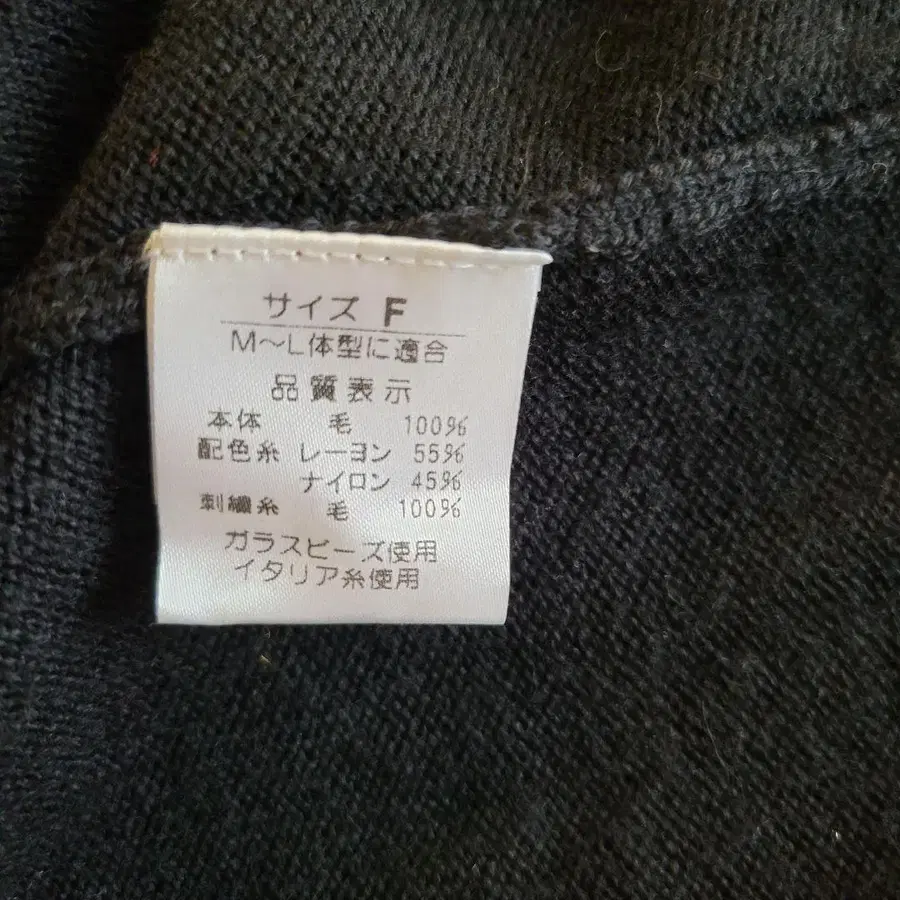 サイズ F
M～L体型に適合
品質表示
本体 毛 100%
配色糸 レーヨン 55%
ナイロン 45%
刺繍糸 毛 100%
ガラスビーズ使用
イタリア糸使用